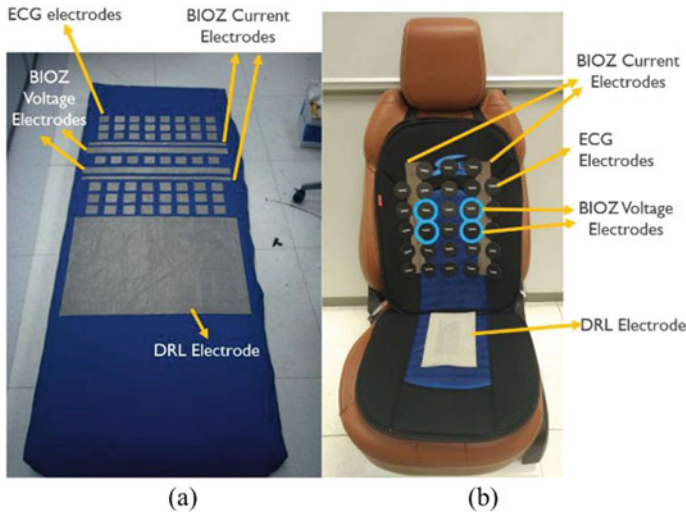 ECG electrodes
BIOZ Current
Electrodes
BIOZ
Voltage
Electrodes
DRL Electrode
(a)
BIOZ Current
Electrodes
ECG
Electrodes
BIOZ Voltage
Electrodes
DRL Electrode
(b)